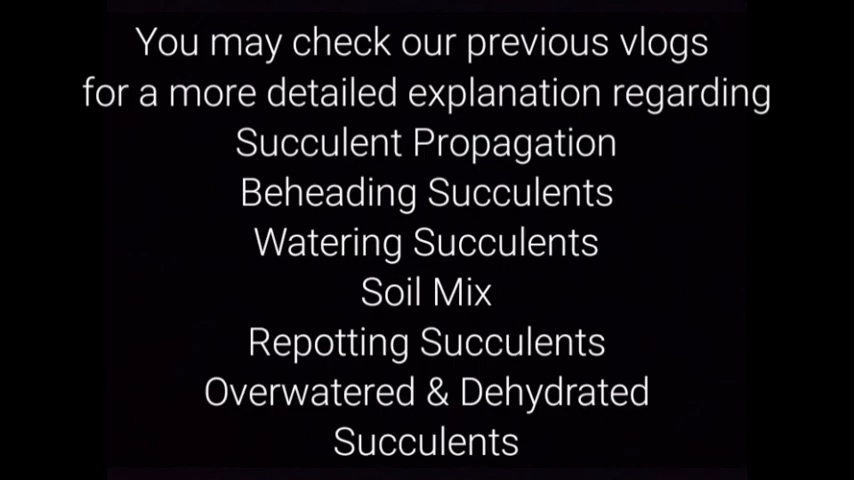 You may check our previous vlogs
for a more detailed explanation regarding
Succulent Propagation
Beheading Succulents
Watering Succulents
Soil Mix
Repotting Succulents
Overwatered & Dehydrated
Succulents